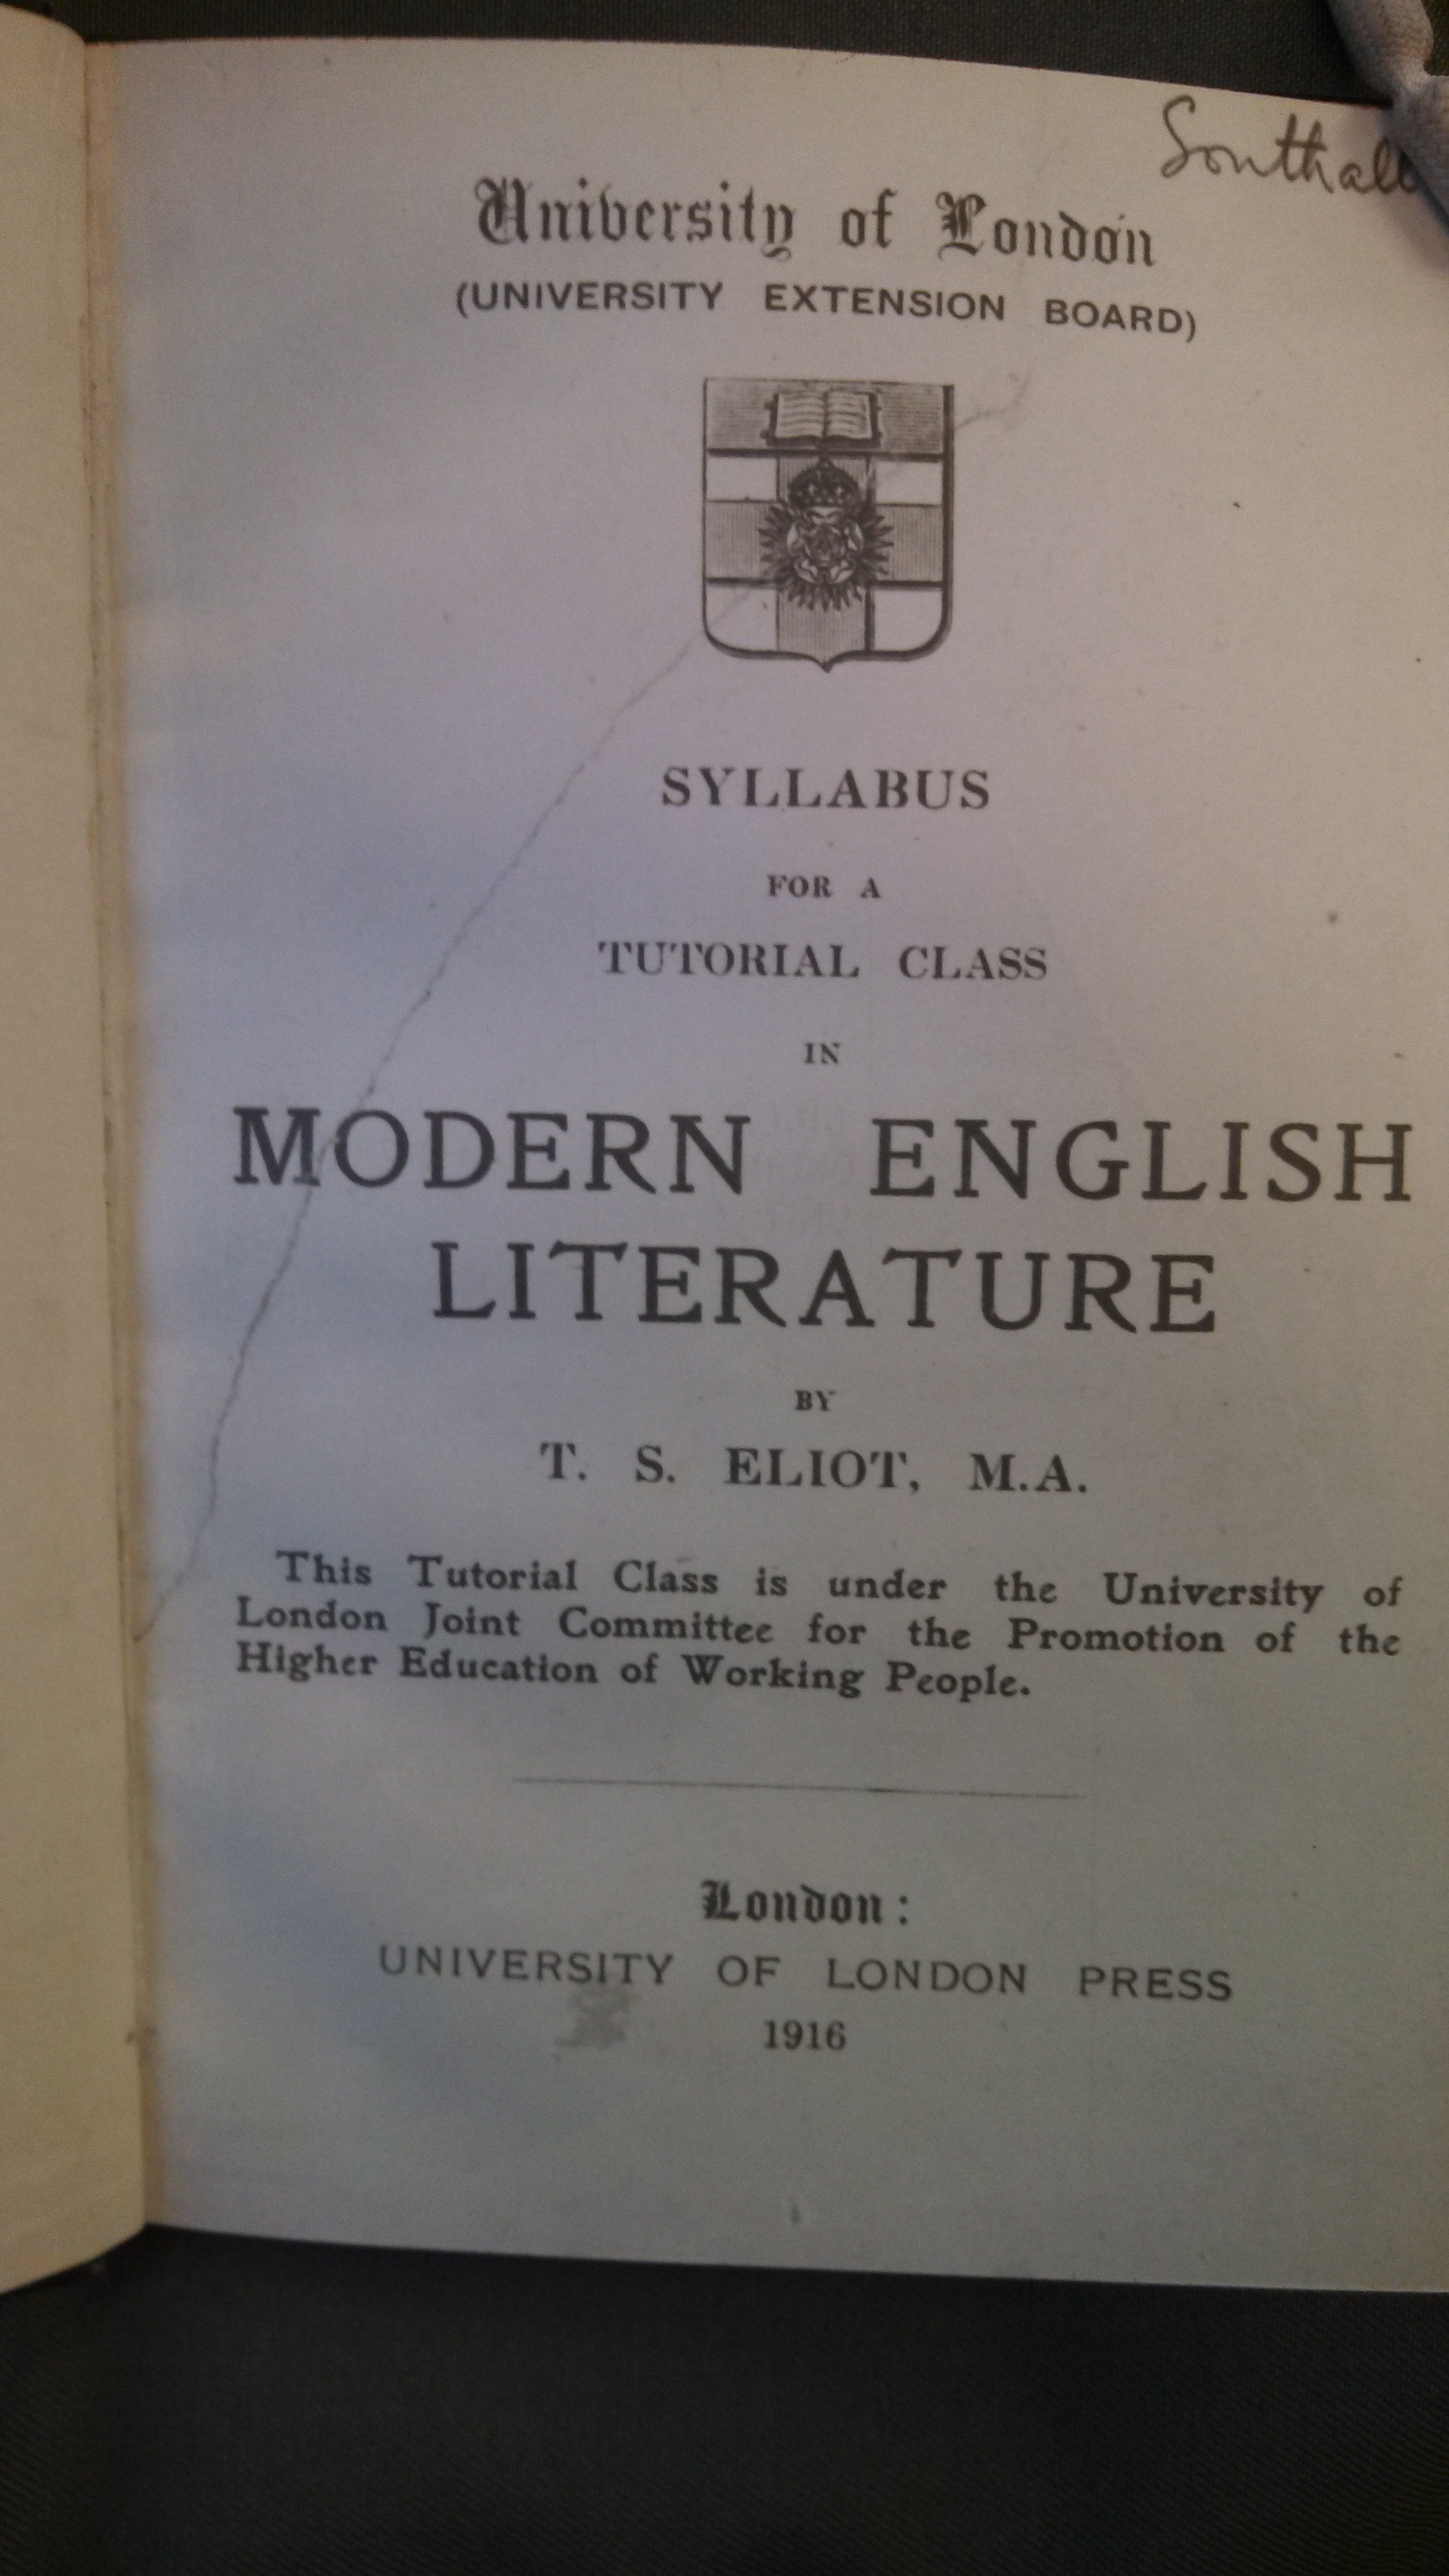 Southall
University of London
(UNIVERSITY EXTENSION BOARD)
SYLLABUS
FOR A
TUTORIAL CLASS
IN
MODERN ENGLISH
LITERATURE
BY
T. S. ELIOT, M.A.
This Tutorial Class is under the University of
London Joint Committee for the Promotion of the
Higher Education of Working People.
London:
UNIVERSITY OF LONDON PRESS
1916